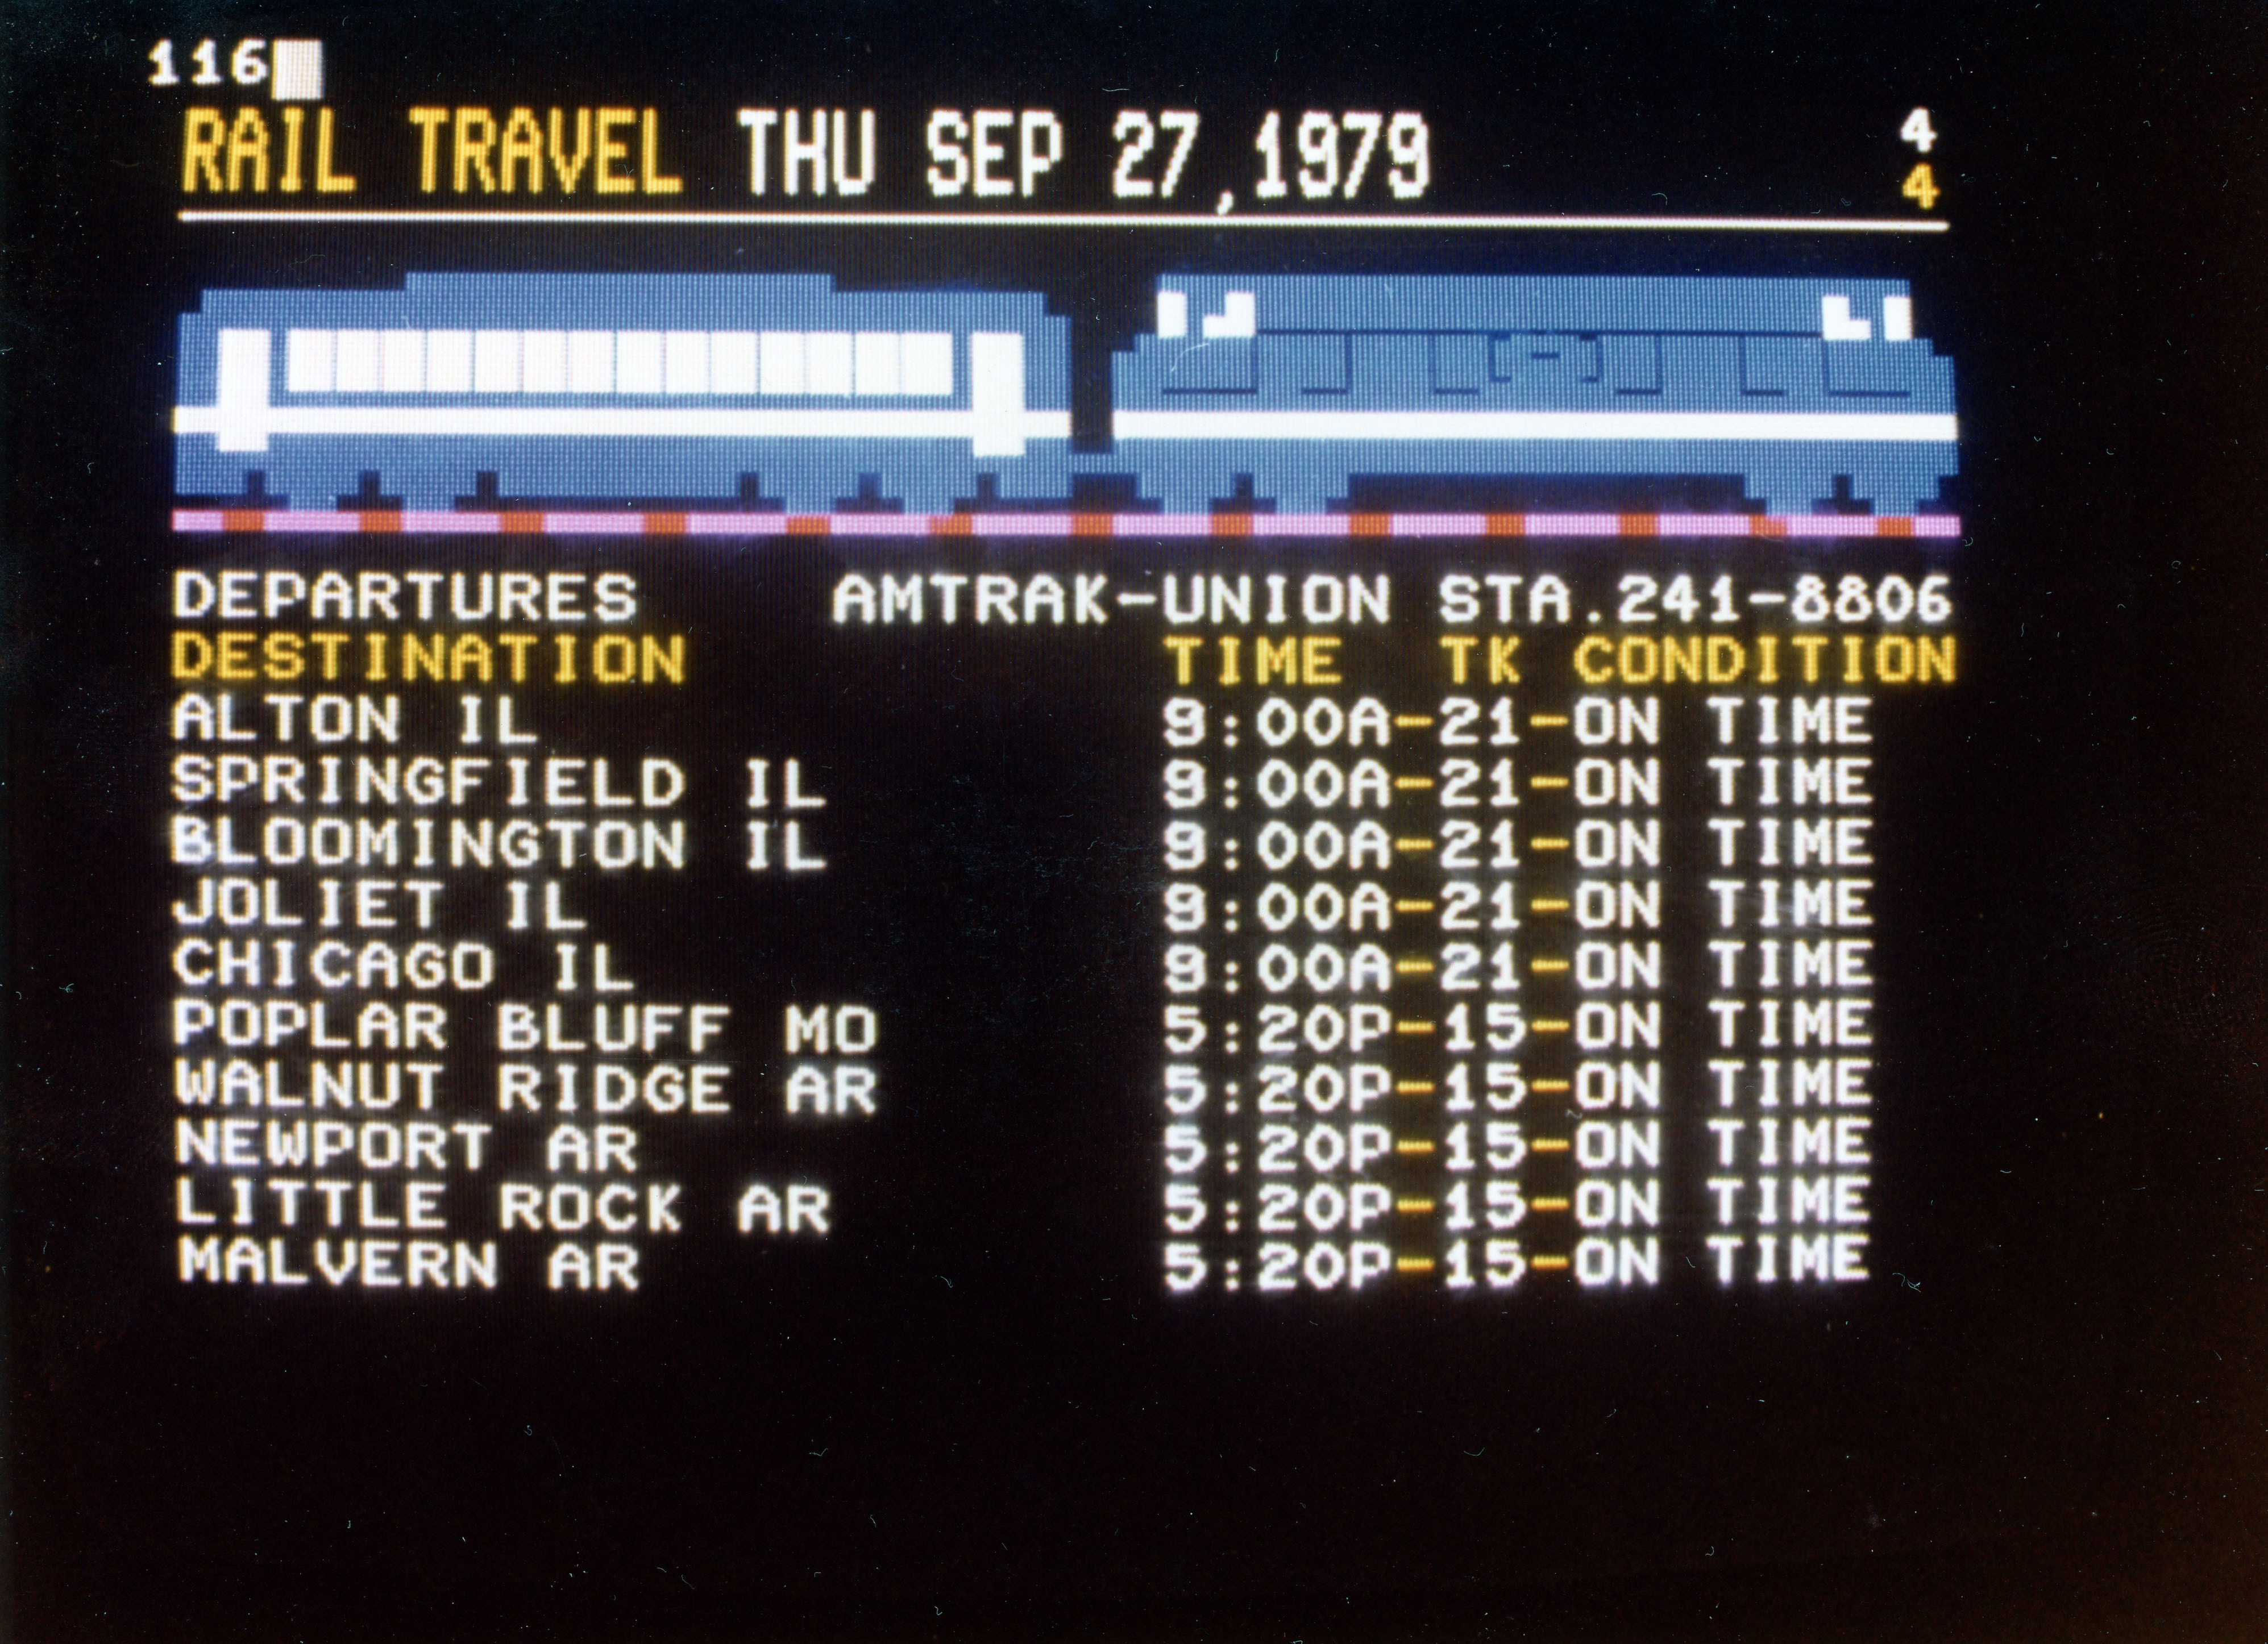 116
RAIL TRAVEL THU SEP 27,1979 4
4
DEPARTURES AMTRAK-UNION STA.241-8806
DESTINATION TIME TK CONDITION
ALTON IL 9:00A-21-ON TIME
SPRINGFIELD IL 9:00A-21-ON TIME
BLOOMINGTON IL 9:00A-21-ON TIME
JOLIET IL 9:00A-21-ON TIME
CHICAGO IL 9:00A-21-ON TIME
POPLAR BLUFF MO 5:20P-15-ON TIME
WALNUT RIDGE AR 5:20P-15-ON TIME
NEWPORT AR 5:20P-15-ON TIME
LITTLE ROCK AR 5:20P-15-ON TIME
MALVERN AR 5:20P-15-ON TIME